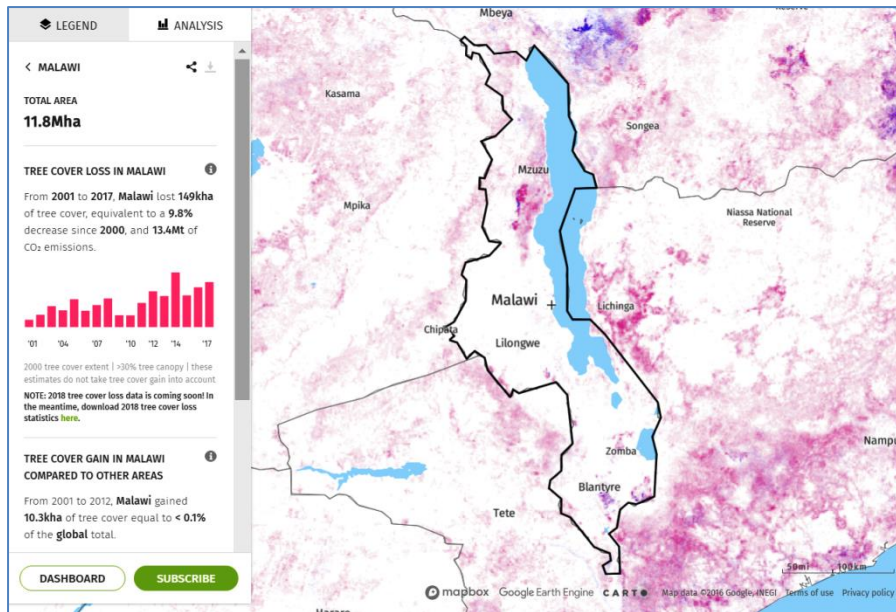 LEGEND
ANALYSIS
MALAWI
TOTAL AREA
11.8Mha
TREE COVER LOSS IN MALAWI
From 2001 to 2017, Malawi lost 149kha
of tree cover, equivalent to a 9.8%
decrease since 2000, and 13.4Mt of
CO₂ emissions.
'01 '04 '07 '10 '12 '14 '17
2000 tree cover extent | >30% tree canopy | these
estimates do not take tree cover gain into account
NOTE: 2018 tree cover loss data is coming soon! In
the meantime, download 2018 tree cover loss
statistics here.
TREE COVER GAIN IN MALAWI
COMPARED TO OTHER AREAS
From 2001 to 2012, Malawi gained
10.3kha of tree cover equal to < 0.1%
of the global total.
DASHBOARD
SUBSCRIBE
Mbeya
Kasama
Songea
Mzuzu
Mpika
Niassa National
Reserve
Malawi
Lichinga
Chipata
Lilongwe
Zomba
Nampu
Blantyre
Tete
50mi 100km
mapbox Google Earth Engine CARTO Map data ©2016 Google, INEGI Terms of use Privacy policy